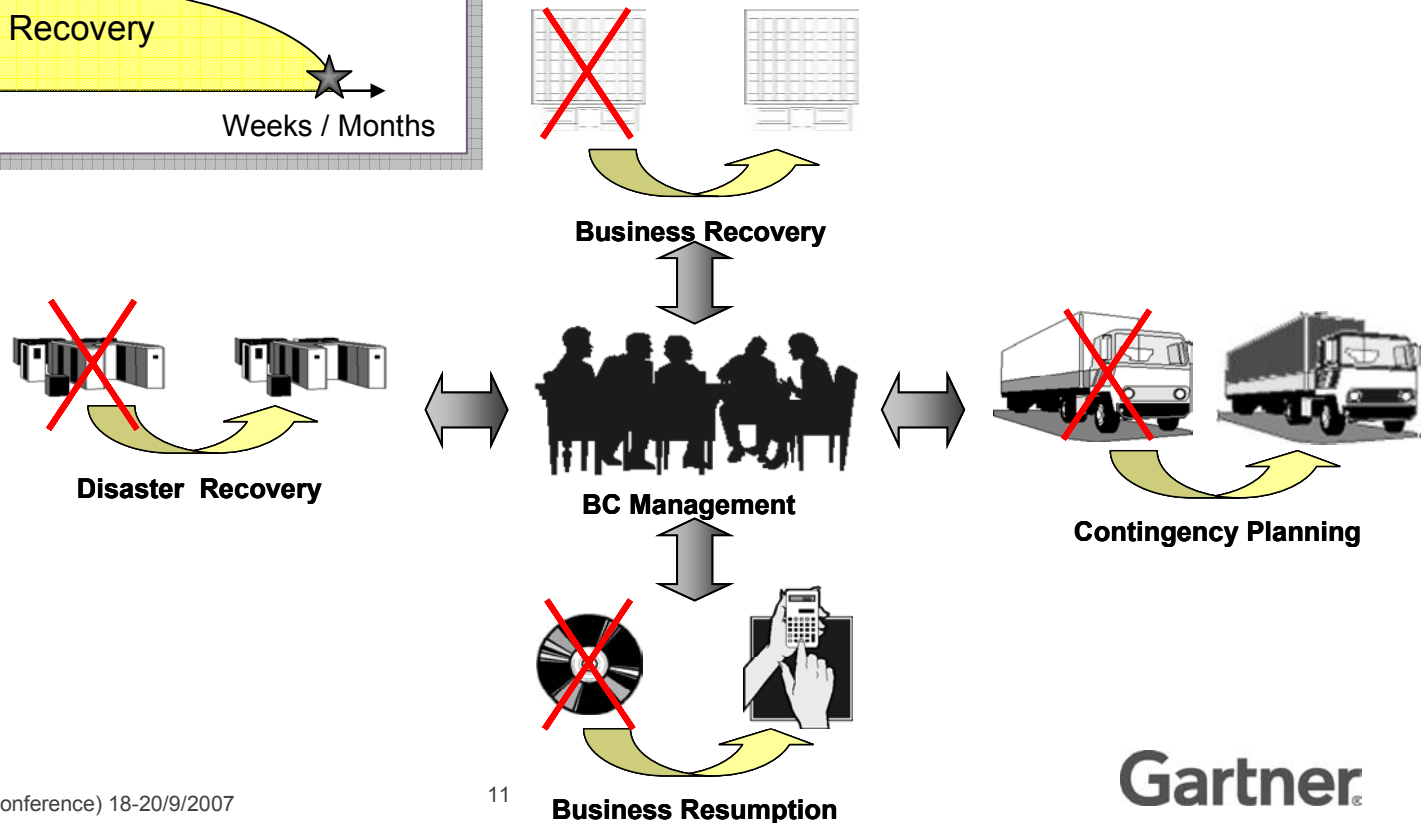 Recovery
Weeks / Months
Business Recovery
Disaster Recovery
BC Management
Contingency Planning
Business Resumption
onference) 18-20/9/2007
11
Gartner®